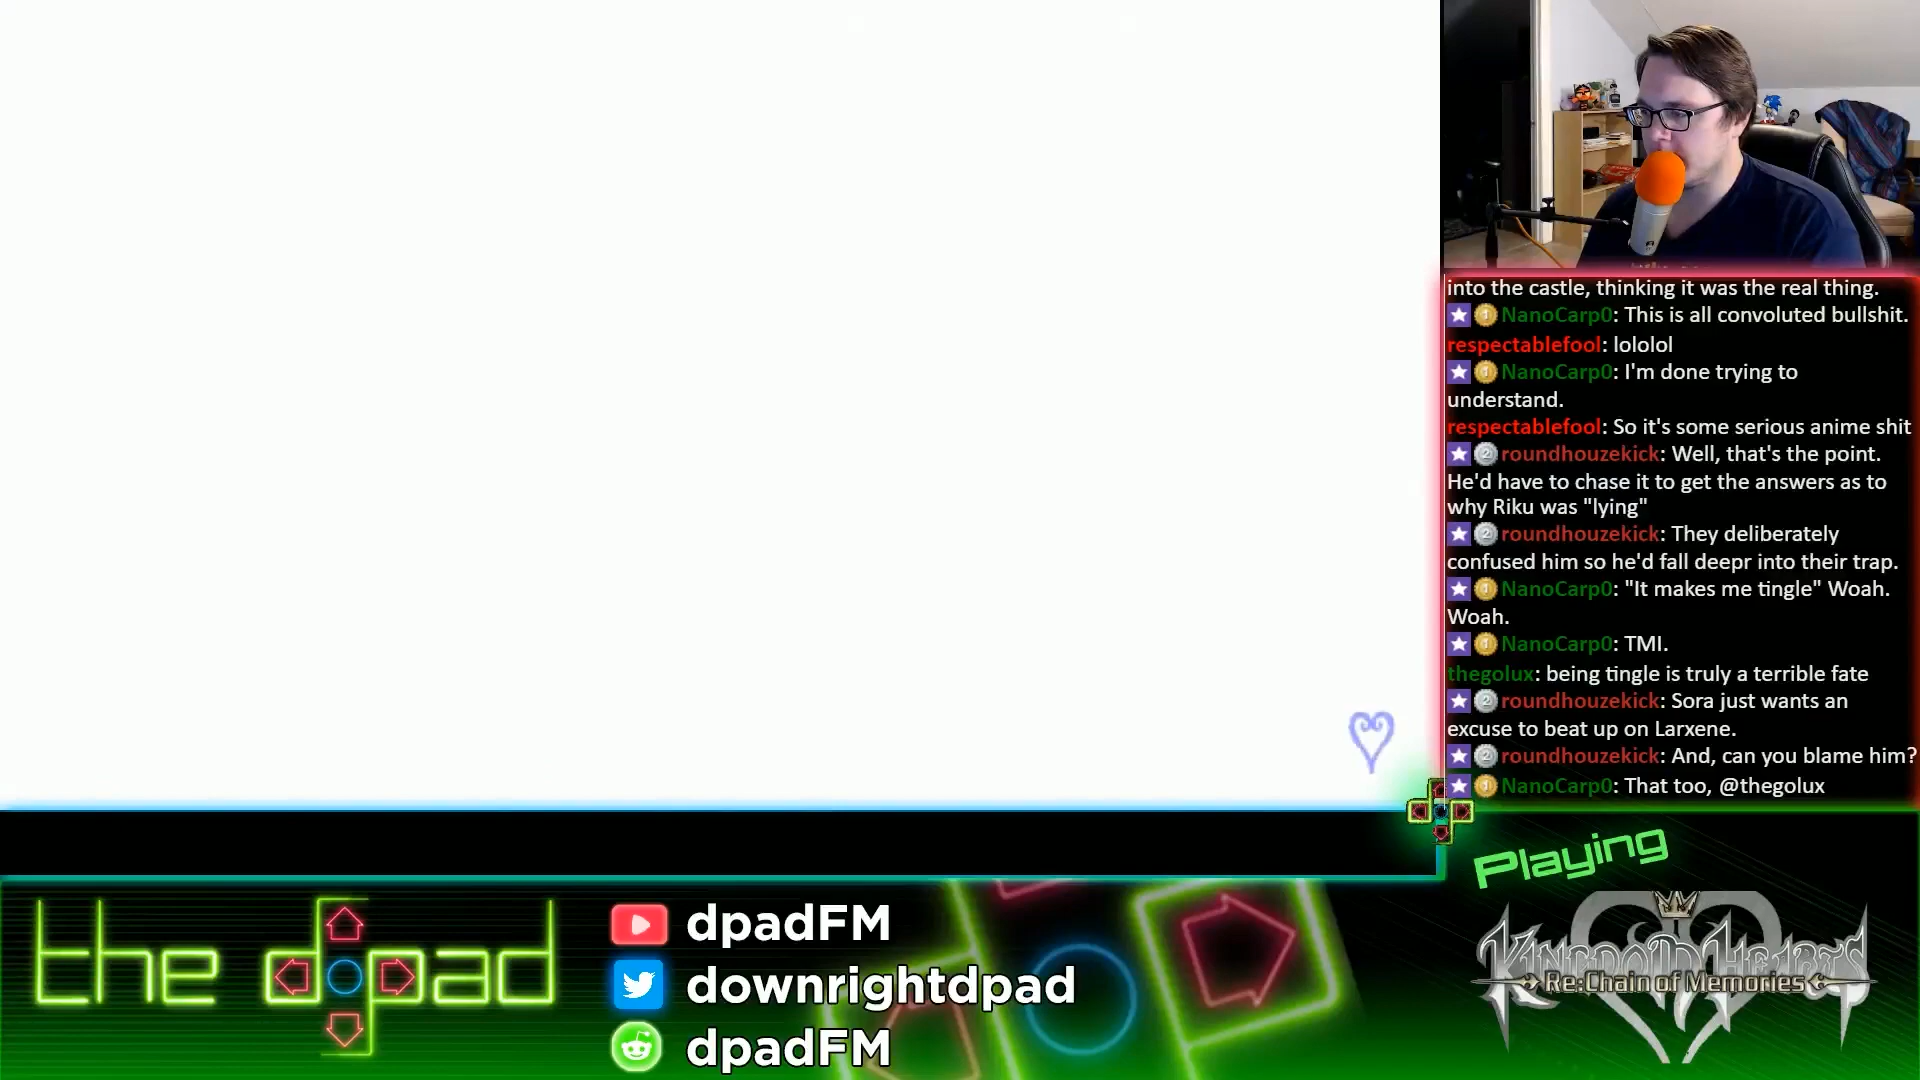 into the castle, thinking it was the real thing.
NanoCarp0: This is all convoluted bullshit.
respectablefool: lololol
NanoCarp0: I'm done trying to
understand.
respectablefool: So it's some serious anime shit
roundhouzekick: Well, that's the point.
He'd have to chase it to get the answers as to
why Riku was "lying"
roundhouzekick: They deliberately
confused him so he'd fall deepr into their trap.
NanoCarp0: "It makes me tingle" Woah.
Woah.
NanoCarp0: TMI.
thegolux: being tingle is truly a terrible fate
roundhouzekick: Sora just wants an
excuse to beat up on Larxene.
roundhouzekick: And, can you blame him?
NanoCarp0: That too, @thegolux
Playing
KINGDOM HEARTS
Re:Chain of Memories
the dpad
dpadFM
downrightdpad
dpadFM